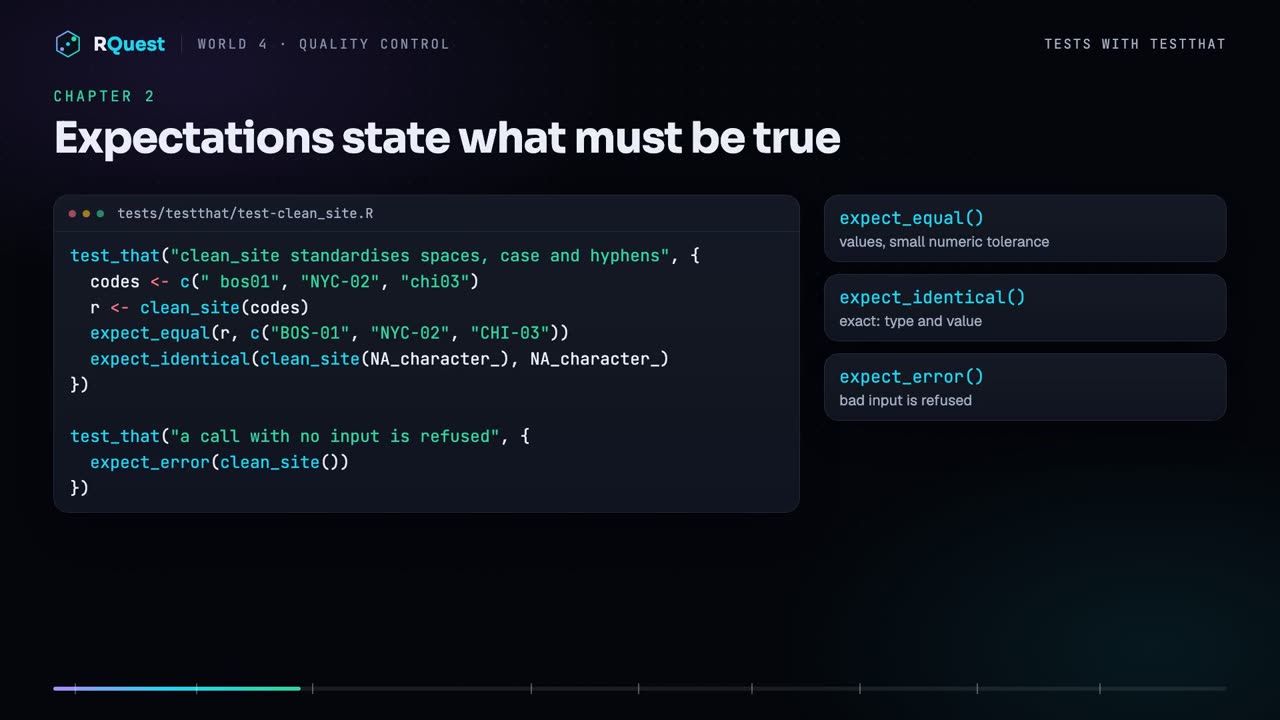 RQuest
WORLD 4 · QUALITY CONTROL
TESTS WITH TESTTHAT
CHAPTER 2
Expectations state what must be true
tests/testthat/test-clean_site.R
test_that("clean_site standardises spaces, case and hyphens", {
  codes <- c(" bos01", "NYC-02", "chi03")
  r <- clean_site(codes)
  expect_equal(r, c("BOS-01", "NYC-02", "CHI-03"))
  expect_identical(clean_site(NA_character_), NA_character_)
})
test_that("a call with no input is refused", {
  expect_error(clean_site())
})
expect_equal()
values, small numeric tolerance
expect_identical()
exact: type and value
expect_error()
bad input is refused